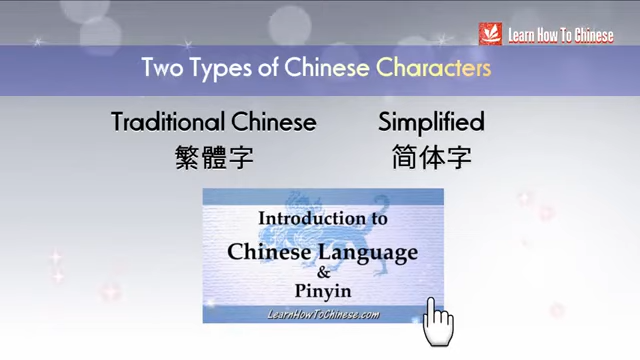 Learn How To Chinese
Two Types of Chinese Characters
Traditional Chinese
繁體字
Simplified
简体字
Introduction to
Chinese Language
&
Pinyin
LearnHowToChinese.com